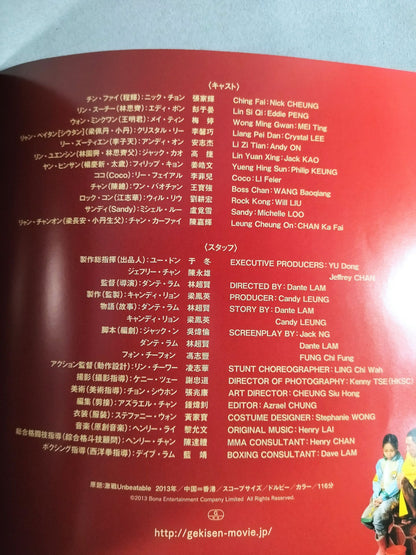 〈キャスト〉
チン・ファイ(程輝):ニック・チョン 張家輝 Ching Fai: Nick CHEUNG
リン・スーチー(林思齊):エディ・ポン 彭于晏 Lin Si Qi: Eddie PENG
ウォン・ミンクワン(王明君):メイ・ティン 梅婷 Wong Ming Gwan: MEI Ting
リャン・ペイタン[シウタン](梁佩丹・小丹):クリスタル・リー 李馨巧 Liang Pei Dan: Crystal LEE
リー・ズーティエン(李子天):アンディ・オン 安志杰 Li Zi Tian: Andy ON
リン・ユエンシン(林園興・林思齊父):ジャック・カオ 高捷 Lin Yuan Xing: Jack KAO
ヤン・ヒンサン(楊慶新・太歲):フィリップ・キョン 姜皓文 Yueng Hing Sun: Philip KEUNG
ココ(Coco):リー・フェイアル 李菲兒 Coco: LI Feier
チャン(陳總):ワン・バオチャン 王寶強 Boss Chan: WANG Baoqiang
ロック・コン(江志華):ウィル・リウ 劉耕宏 Rock Kong: Will LIU
サンディ(Sandy):ミシェル・ルー 盧覓雪 Sandy: Michelle LOO
リャン・チャンオン(梁長安・小丹生父):チャン・カーファイ 陳嘉輝 Leung Cheung On: CHAN Ka Fai
〈スタッフ〉
製作総指揮(出品人):ユー・ドン 于冬 EXECUTIVE PRODUCERS: YU Dong
ジェフリー・チャン 陳永雄 Jeffrey CHAN
監督(導演):ダンテ・ラム 林超賢 DIRECTED BY: Dante LAM
製作(監製):キャンディ・リョン 梁鳳英 PRODUCER: Candy LEUNG
物語(故事):ダンテ・ラム 林超賢 STORY BY: Dante LAM
キャンディ・リョン 梁鳳英 Candy LEUNG
脚本(編劇):ジャック・ン 吳煒倫 SCREENPLAY BY: Jack NG
ダンテ・ラム 林超賢 Dante LAM
フォン・チーフォン 馮志豐 FUNG Chi Fung
アクション監督(動作設計):リン・チーワー 凌志華 STUNT CHOREOGRAPHER: LING Chi Wah
撮影(攝影指導):ケニー・ツェー 謝忠道 DIRECTOR OF PHOTOGRAPHY: Kenny TSE(HKSC)
美術(美術指導):チョン・シウホン 張兆康 ART DIRECTOR: CHEUNG Siu Hong
編集(剪接):アズラエル・チャン 鍾煒釗 EDITOR: Azrael CHUNG
衣装(服裝):ステファニー・ウォン 黃家寶 COSTUME DESIGNER: Stephanie WONG
音楽(原創音楽):ヘンリー・ライ 黎允文 ORIGINAL MUSIC: Henry LAI
総合格闘技指導(綜合格斗技顧問):ヘンリー・チャン 陳達維 MMA CONSULTANT: Henry CHAN
ボクシング指導(西洋拳指導):デイブ・ラム 藍靖 BOXING CONSULTANT: Dave LAM
原題:激戦Unbeatable 2013年/中国=香港/スコープサイズ/ドルビー/カラー/116分
©2013 Bona Entertainment Company Limited. All Rights Reserved.
http://gekisen-movie.jp/